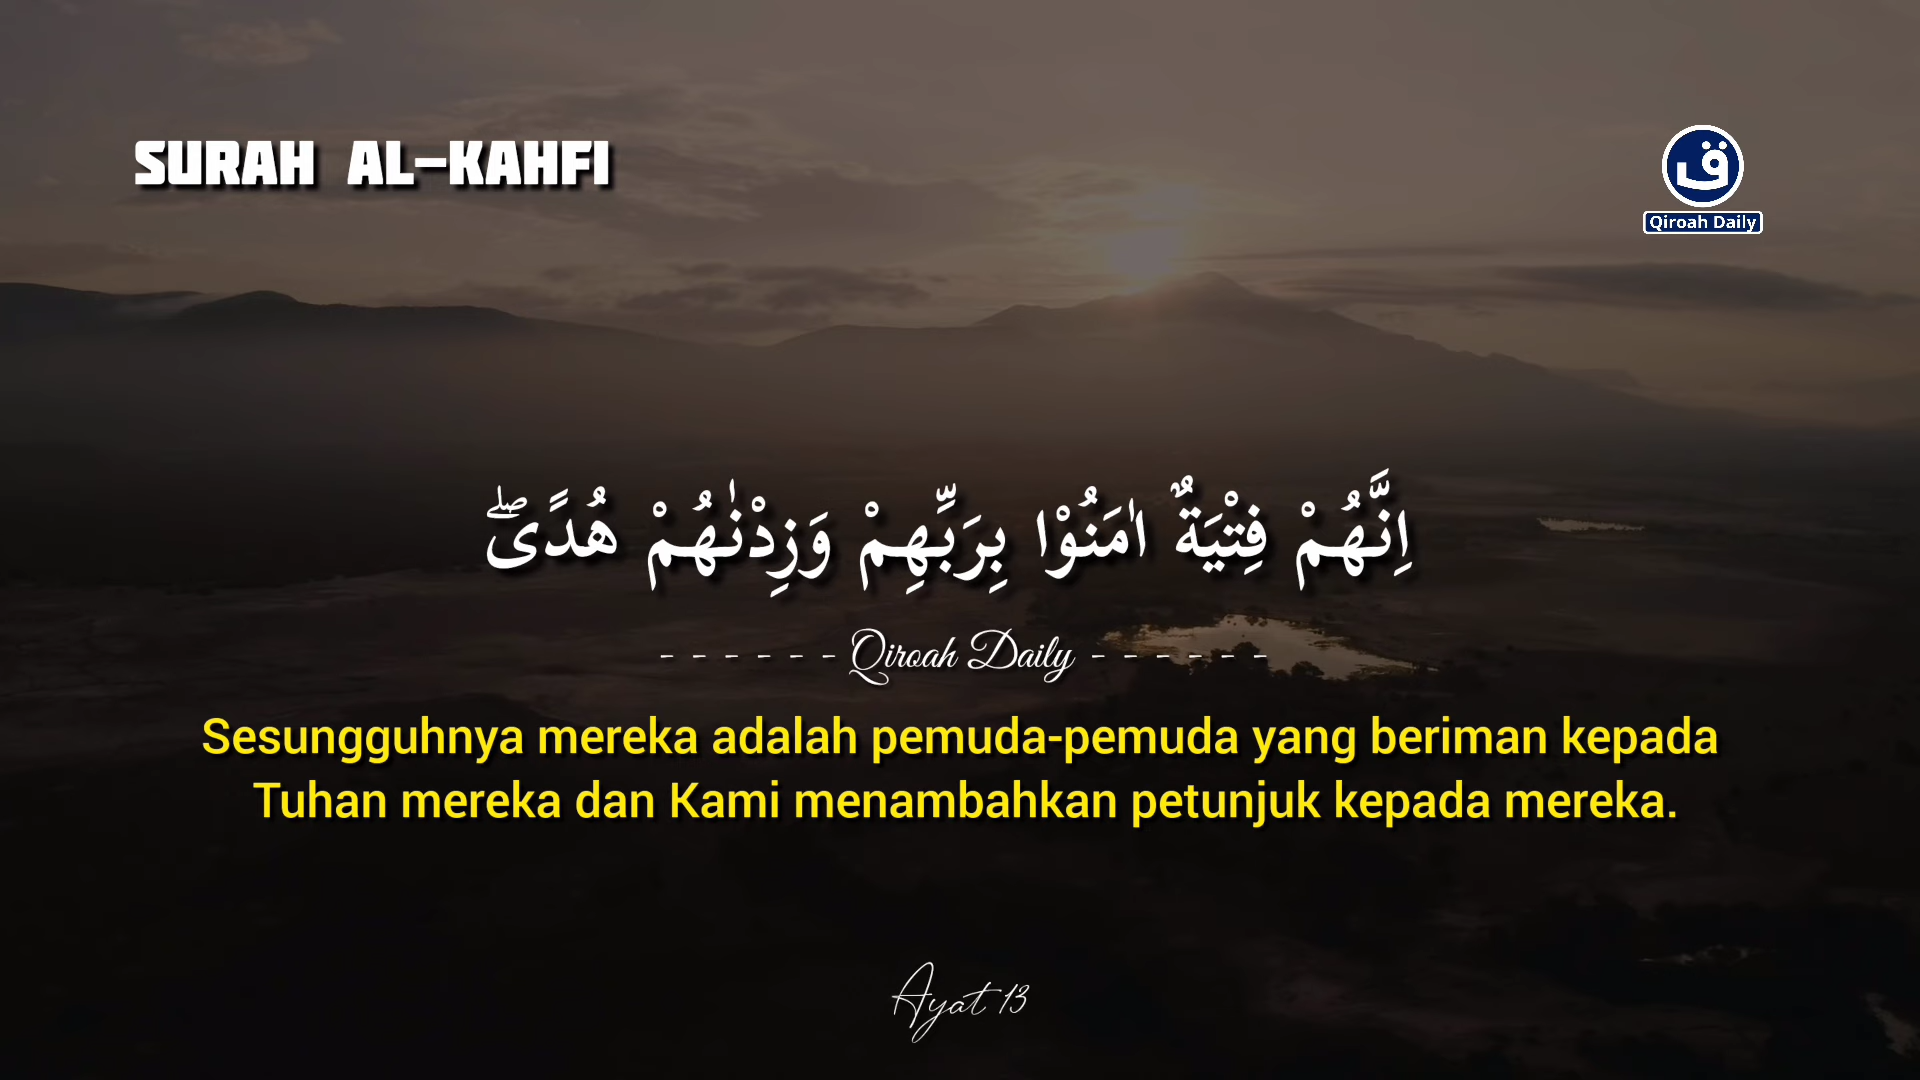 SURAH AL-KAHFI
ق
Qiroah Daily
اِنَّهُمْ فِتْيَةٌ اٰمَنُوْا بِرَبِّهِمْ وَزِدْنٰهُمْ هُدًىۖ
------ Qiroah Daily ------
Sesungguhnya mereka adalah pemuda-pemuda yang beriman kepada
Tuhan mereka dan Kami menambahkan petunjuk kepada mereka.
Ayat 13